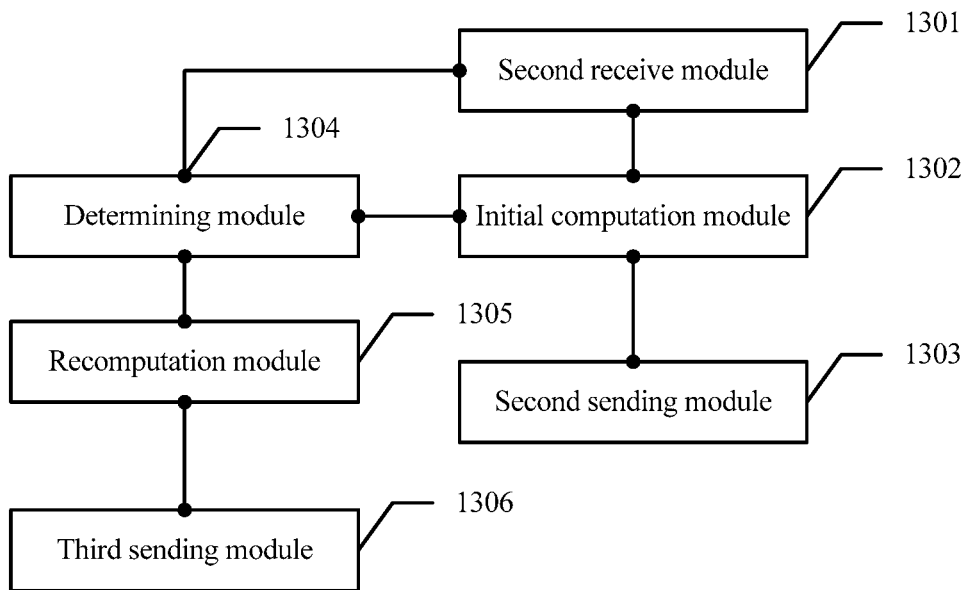 1301
Second receive module
1304
1302
Determining module
Initial computation module
1305
Recomputation module
1303
Second sending module
1306
Third sending module